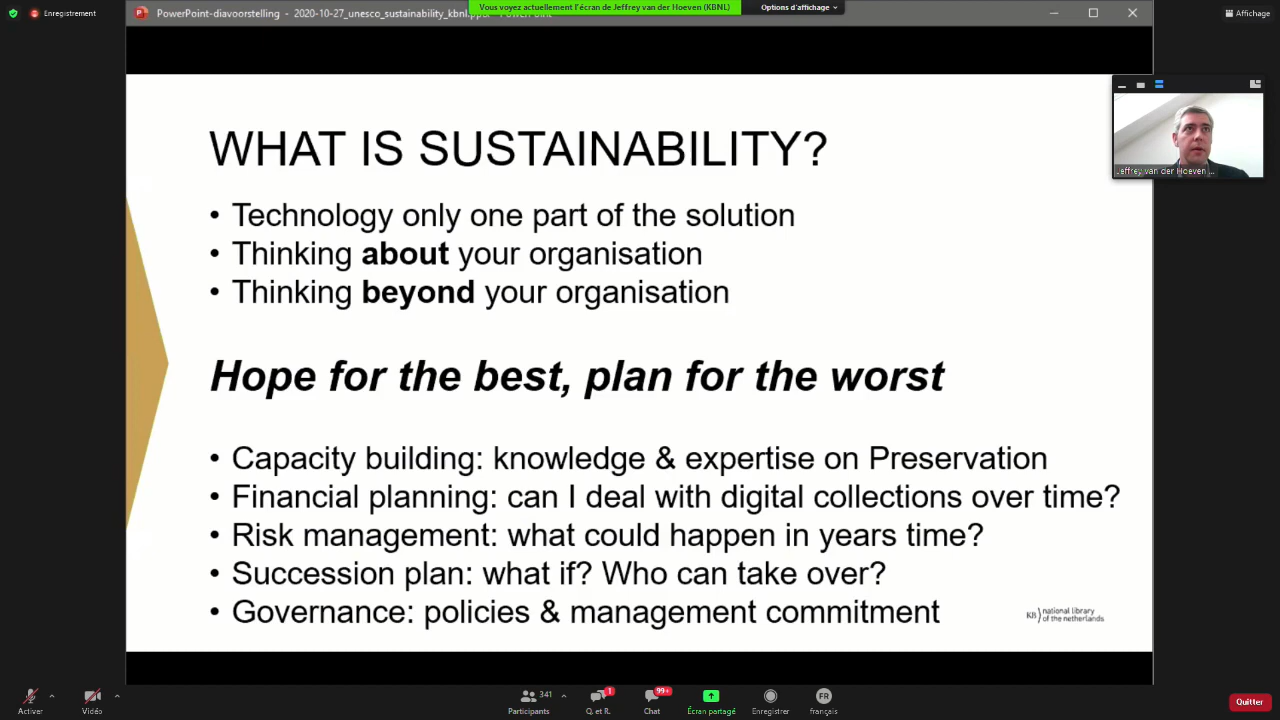 Enregistrement
PowerPoint-diavoorstelling - 2020-10-27_unesco_sustainability_kbnl.pptx - PowerPoint
Vous voyez actuellement l'écran de Jeffrey van der Hoeven (KBNL)
Options d'affichage
Affichage
Jeffrey van der Hoeven ...
WHAT IS SUSTAINABILITY?
• Technology only one part of the solution
• Thinking about your organisation
• Thinking beyond your organisation
Hope for the best, plan for the worst
• Capacity building: knowledge & expertise on Preservation
• Financial planning: can I deal with digital collections over time?
• Risk management: what could happen in years time?
• Succession plan: what if? Who can take over?
• Governance: policies & management commitment
KB national library
of the netherlands
Activer
Vidéo
341
Participants
1
Q. et R.
99+
Chat
Écran partagé
Enregistrer
FR
français
Quitter